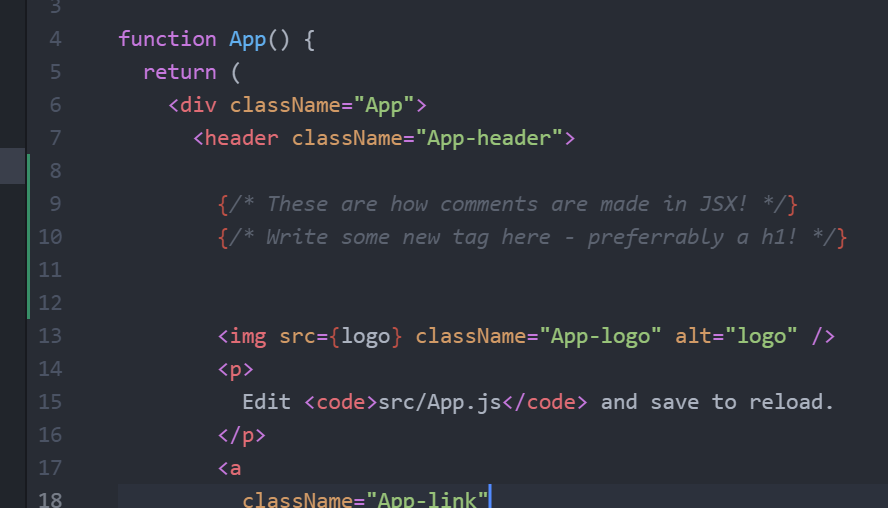 3
4 function App() {
5 return (
6 <div className="App">
7 <header className="App-header">
8
9 {/* These are how comments are made in JSX! */}
10 {/* Write some new tag here - preferrably a h1! */}
11
12
13 <img src={logo} className="App-logo" alt="logo" />
14 <p>
15 Edit <code>src/App.js</code> and save to reload.
16 </p>
17 <a
18 className="App-link"